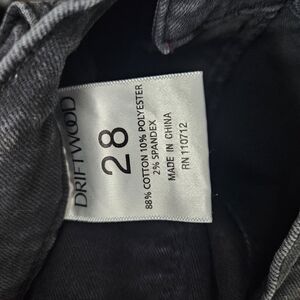 DRIFTWOOD
28
88% COTTON 10% POLYESTER
2% SPANDEX
MADE IN CHINA
RN 110712